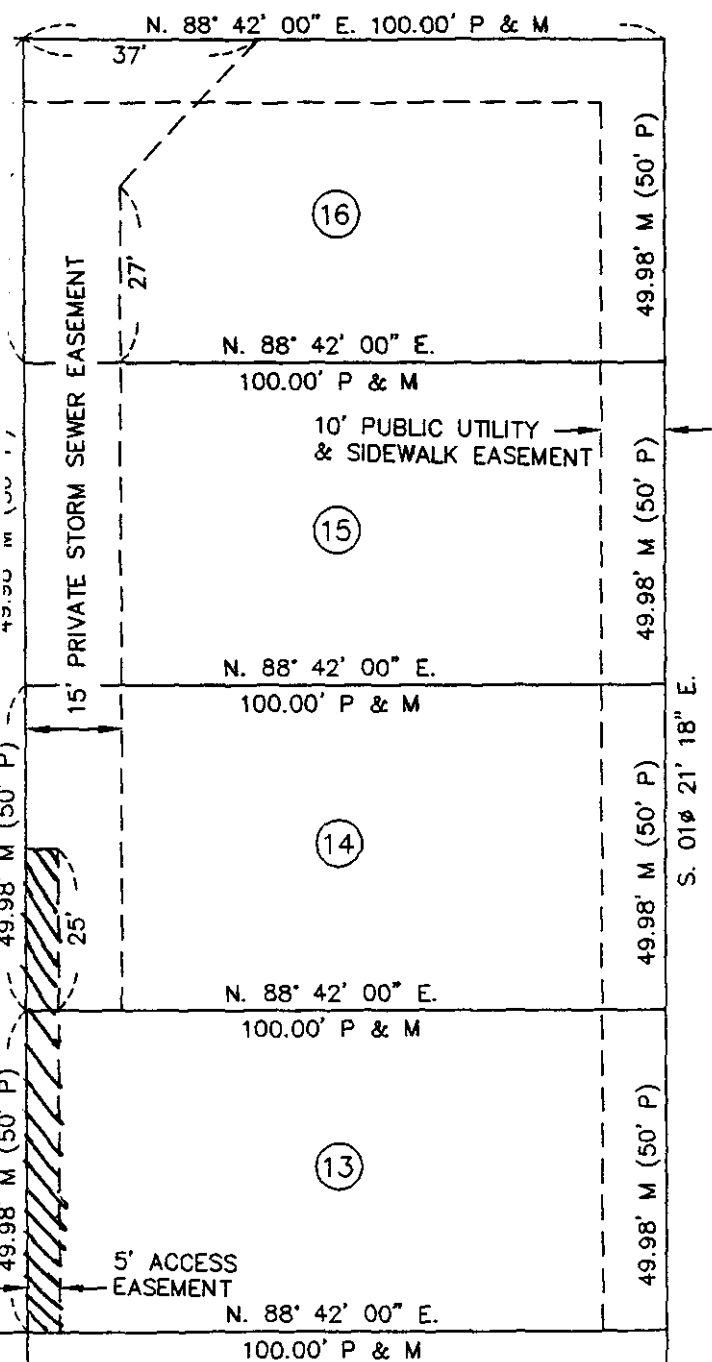 N. 88° 42' 00" E. 100.00' P & M
37'
49.98' M (50' P)
16
27'
15' PRIVATE STORM SEWER EASEMENT
N. 88° 42' 00" E.
100.00' P & M
10' PUBLIC UTILITY
& SIDEWALK EASEMENT
49.98' M (50' P)
49.98' M (50' P)
15
N. 88° 42' 00" E.
100.00' P & M
S. 01ø 21' 18" E.
49.98' M (50' P)
49.98' M (50' P)
14
25'
N. 88° 42' 00" E.
100.00' P & M
49.98' M (50' P)
49.98' M (50' P)
13
5' ACCESS
EASEMENT
N. 88° 42' 00" E.
100.00' P & M